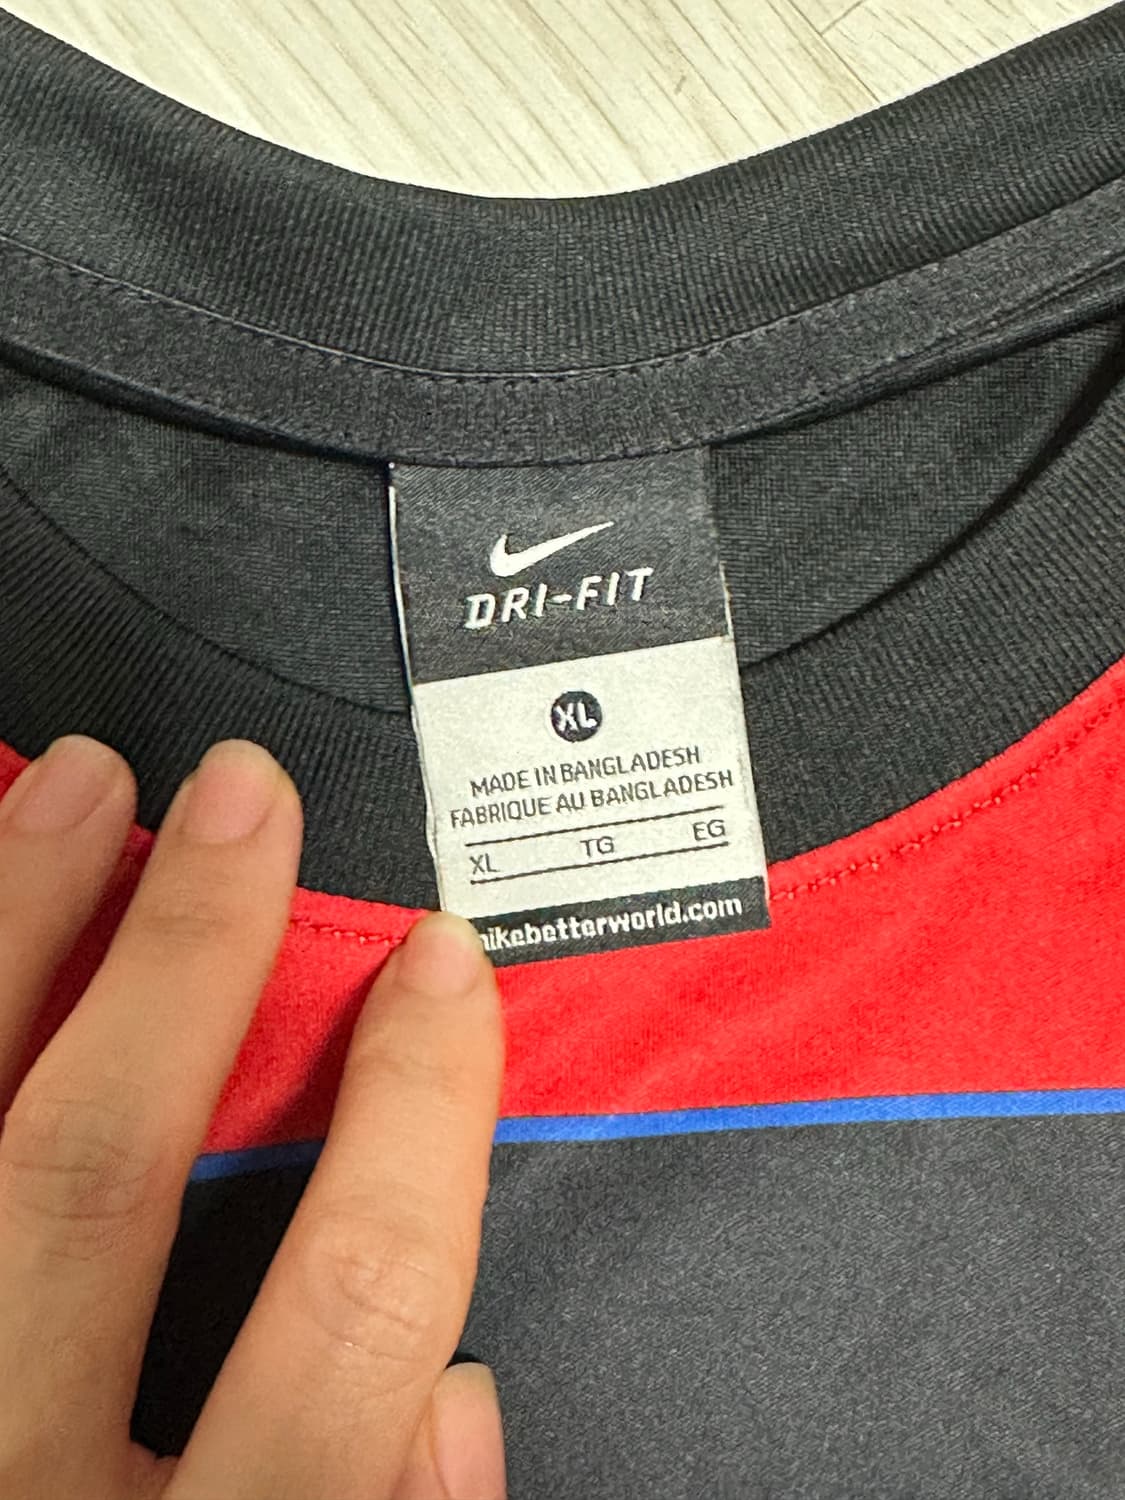 DRI-FIT
XL
MADE IN BANGLADESH
FABRIQUE AU BANGLADESH
XL TG EG
nikebetterworld.com